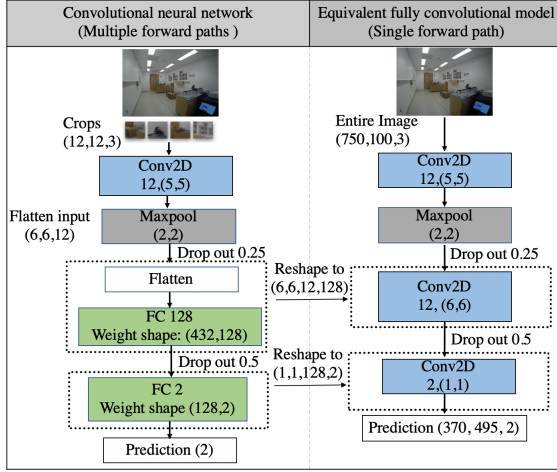 Convolutional neural network
(Multiple forward paths )
Equivalent fully convolutional model
(Single forward path)
Crops
(12,12,3)
Conv2D
12,(5,5)
Flatten input
(6,6,12)
Maxpool
(2,2)
Drop out 0.25
Flatten
FC 128
Weight shape: (432,128)
Drop out 0.5
FC 2
Weight shape (128,2)
Prediction (2)
Reshape to
(6,6,12,128)
Reshape to
(1,1,128,2)
Entire Image
(750,100,3)
Conv2D
12,(5,5)
Maxpool
(2,2)
Drop out 0.25
Conv2D
12, (6,6)
Drop out 0.5
Conv2D
2,(1,1)
Prediction (370, 495, 2)